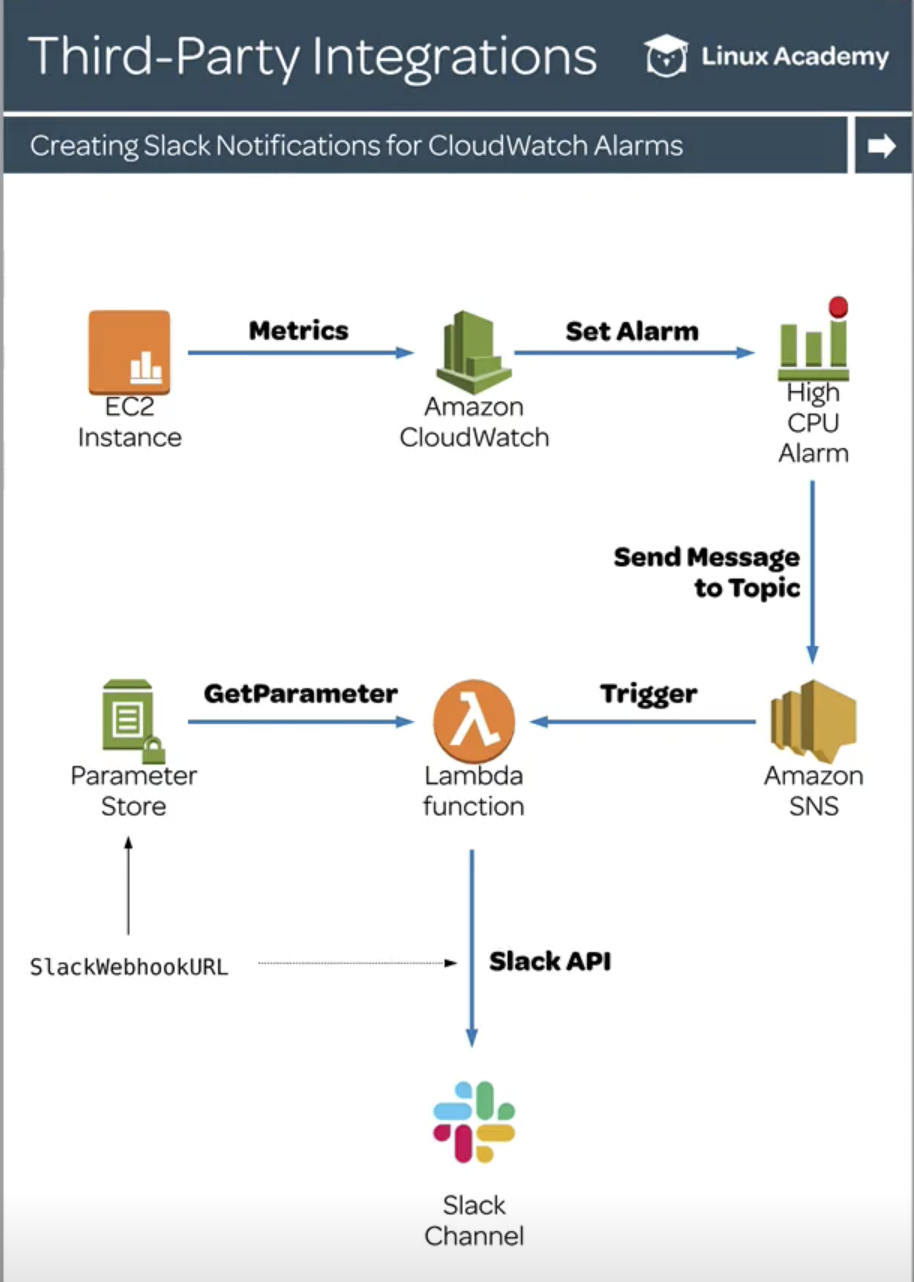 Third-Party Integrations
Linux Academy
Creating Slack Notifications for CloudWatch Alarms
Metrics
Set Alarm
EC2
Instance
Amazon
CloudWatch
High
CPU
Alarm
Send Message
to Topic
GetParameter
Trigger
λ
Parameter
Store
Lambda
function
Amazon
SNS
SlackWebhookURL
Slack API
Slack
Channel